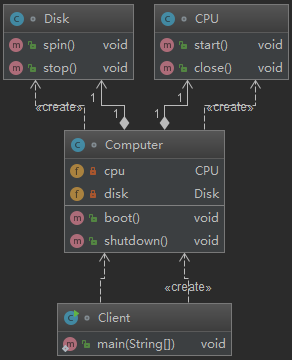 Disk
spin() void
stop() void
CPU
start() void
close() void
«create»
1
1
1
1
«create»
Computer
cpu CPU
disk Disk
boot() void
shutdown() void
«create»
Client
main(String[]) void